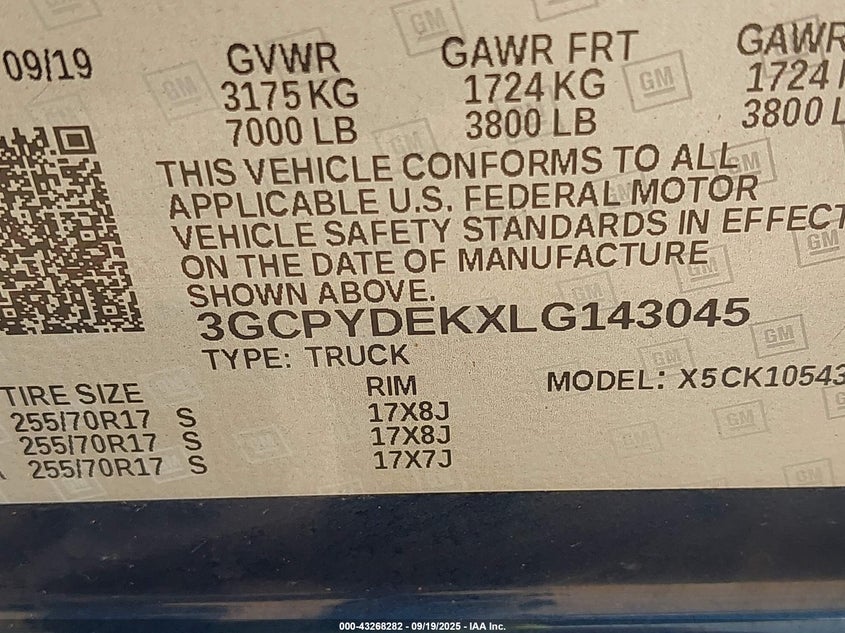 09/19 GVWR GAWR FRT GAWR
3175 KG 1724 KG 1724
7000 LB 3800 LB 3800
THIS VEHICLE CONFORMS TO ALL
APPLICABLE U.S. FEDERAL MOTOR
VEHICLE SAFETY STANDARDS IN EFFECT
ON THE DATE OF MANUFACTURE
SHOWN ABOVE.
3GCPYDEKXLG143045
TYPE: TRUCK
TIRE SIZE RIM MODEL: X5CK10543
255/70R17 S 17X8J
255/70R17 S 17X8J
255/70R17 S 17X7J
GM
000-43268282 - 09/19/2025 - IAA Inc.